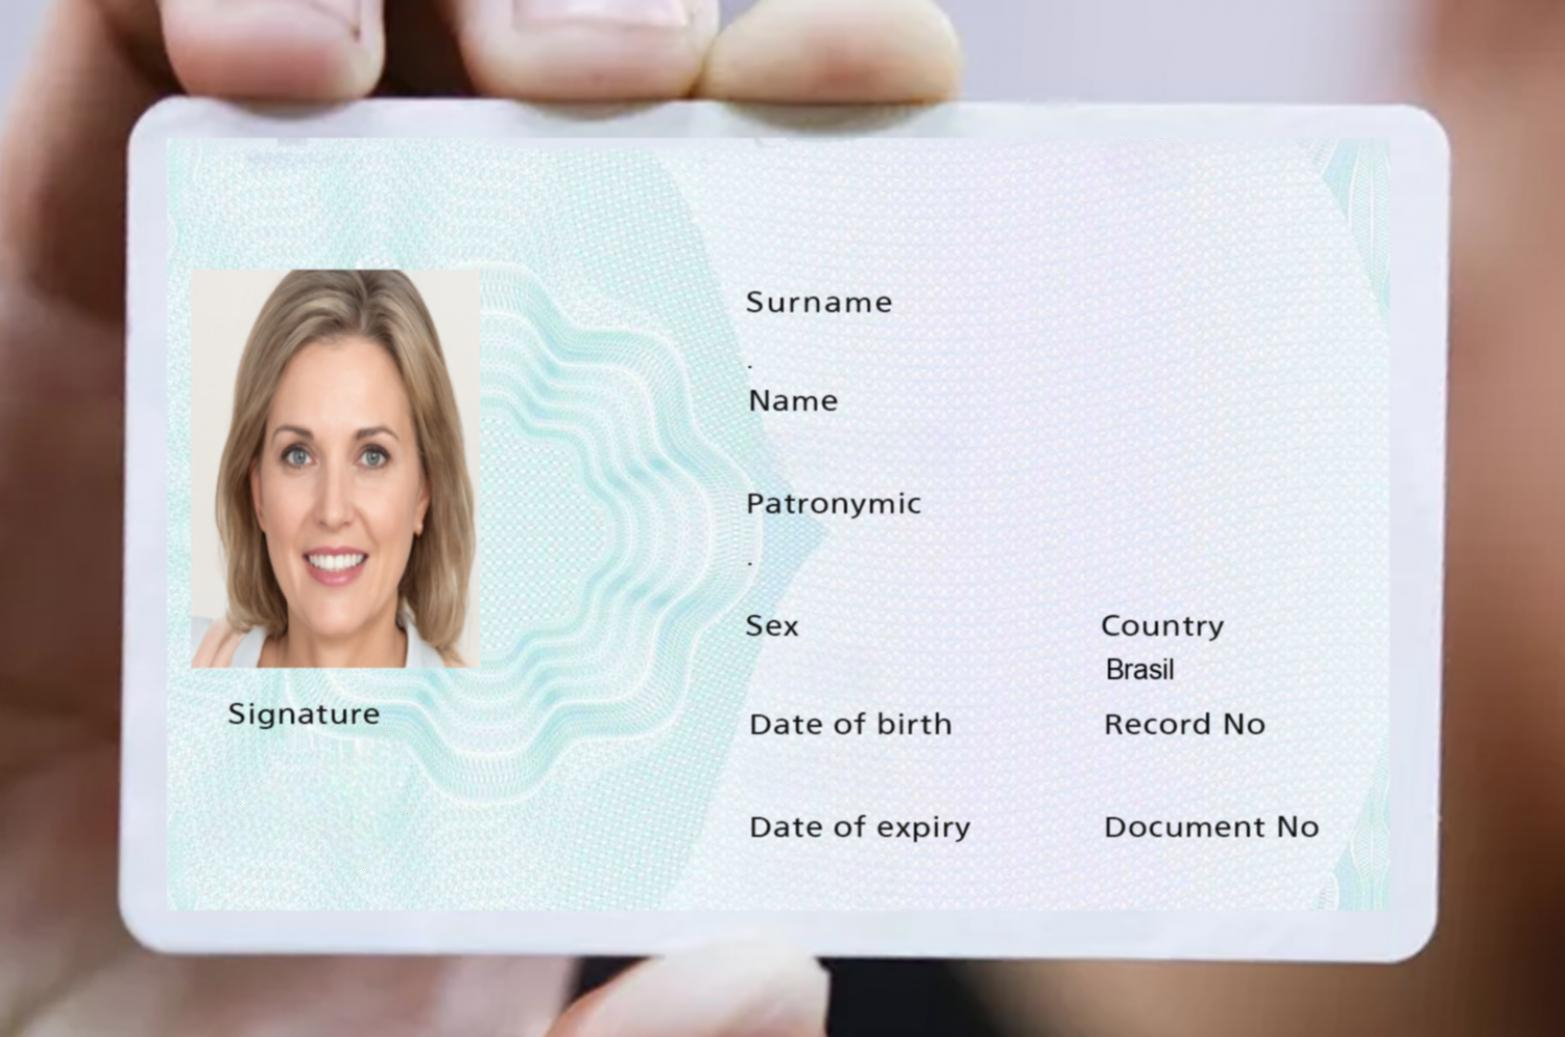 Surname
.
Name
Patronymic
.
Sex
Country
Brasil
Signature
Date of birth
Record No
Date of expiry
Document No